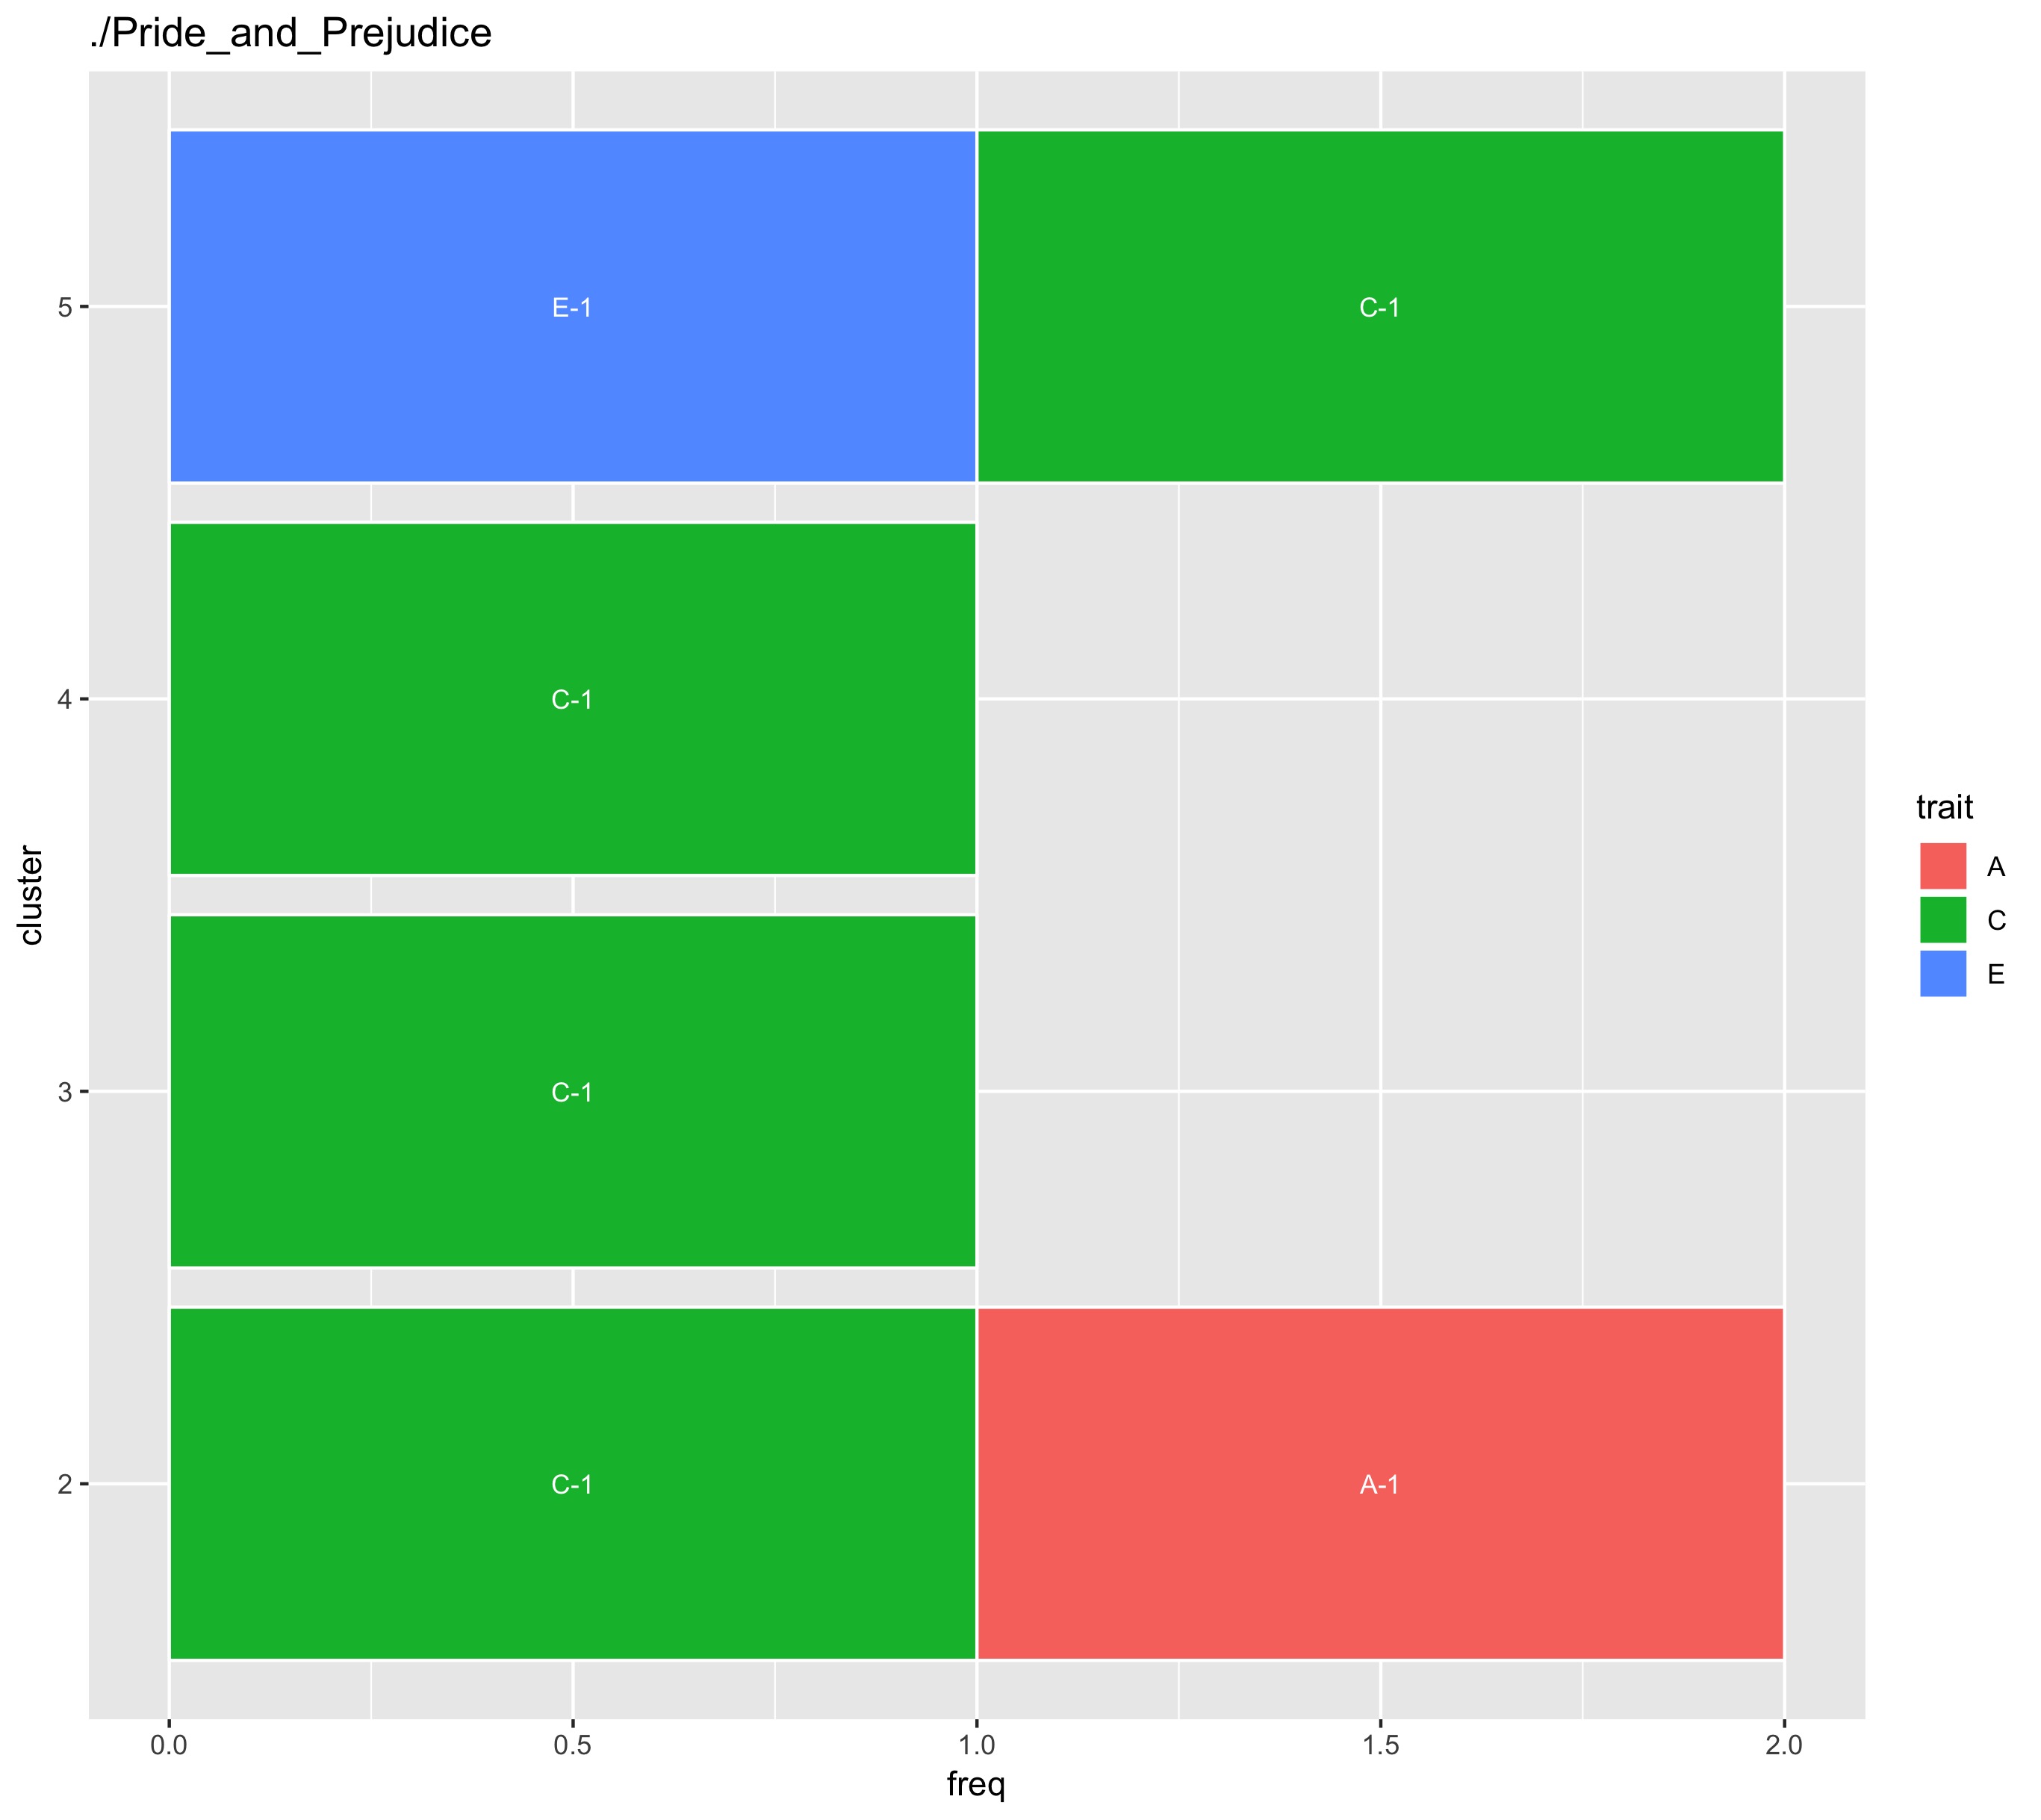 ./Pride_and_Prejudice
5
E-1
C-1
4
C-1
3
C-1
2
C-1
A-1
cluster
0.0
0.5
1.0
1.5
2.0
freq
trait
A
C
E